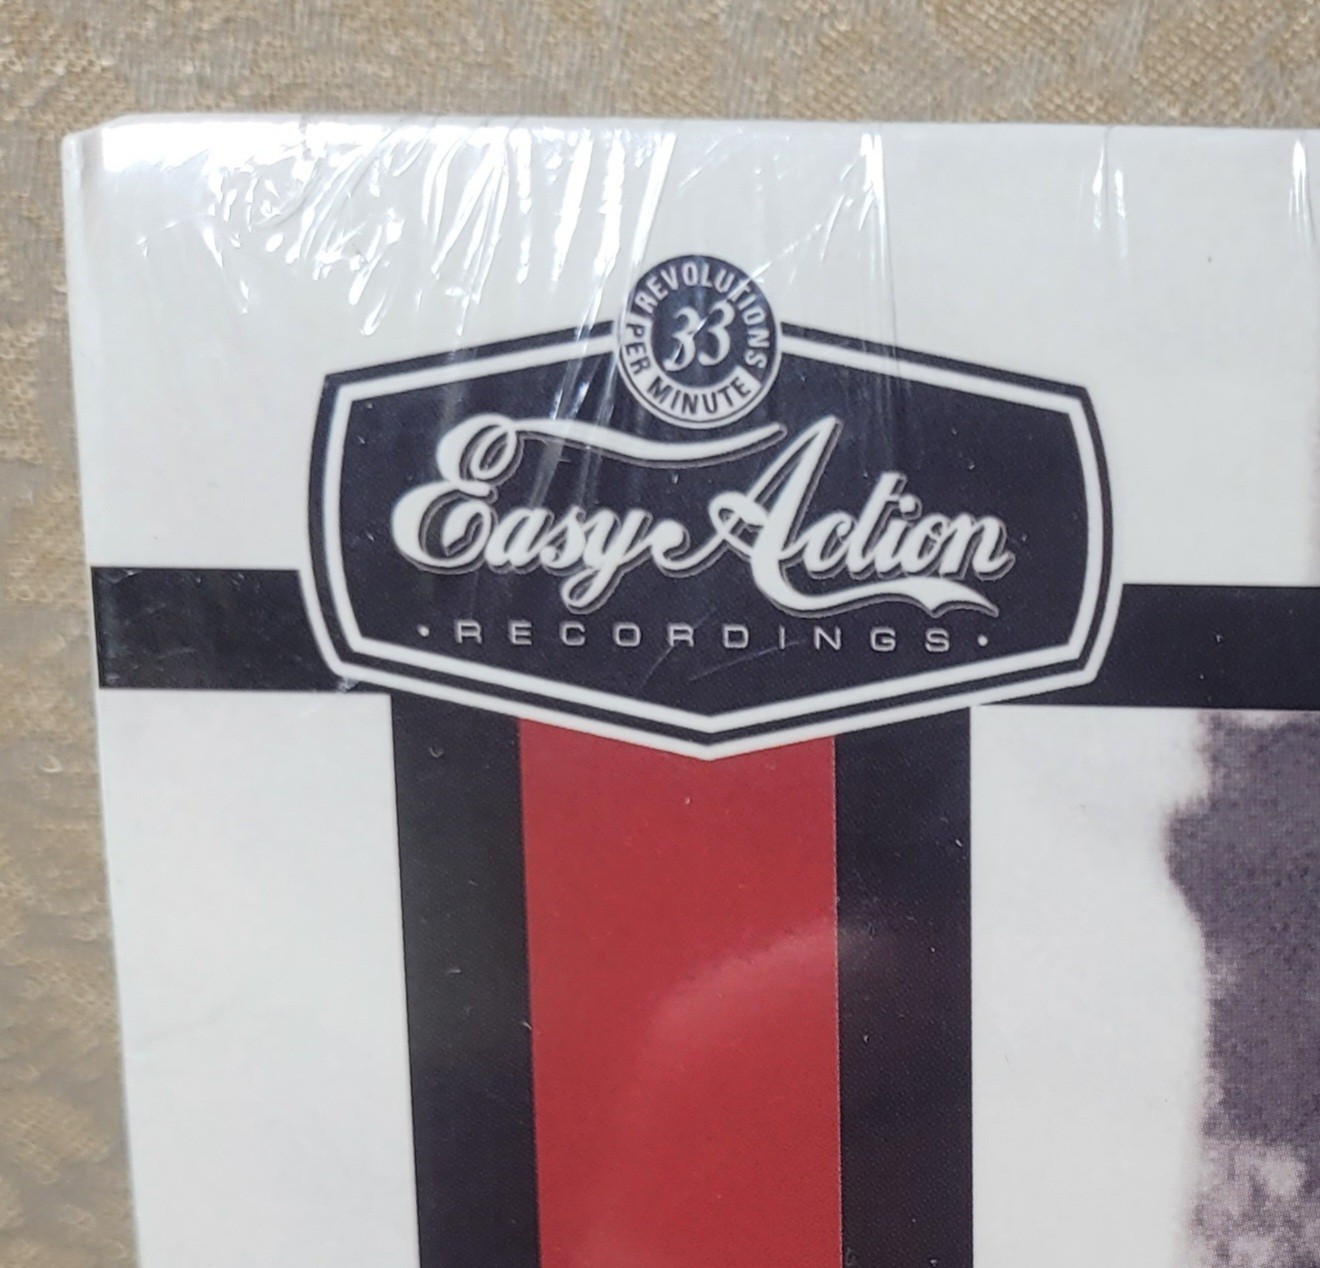 REVOLUTIONS
33
PER MINUTE
Easy Action
• RECORDINGS •